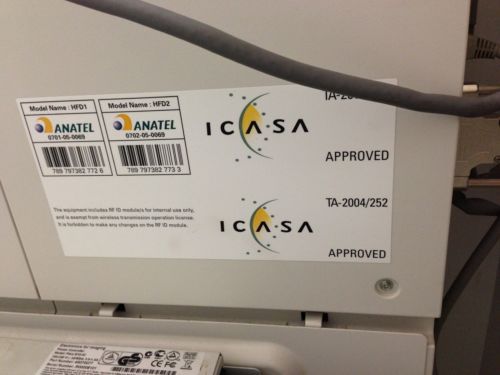 Model Name : HFD1
ANATEL
0701-05-0069
789 797382 772 6
Model Name : HFD2
ANATEL
0702-05-0069
789 797382 773 3
ICASA
APPROVED
The equipment includes RF ID module/s for internal use only,
and is exempt from wireless transmission operation license.
It is forbidden to make any changes on the RF ID module.
ICASA
TA-2004/252
APPROVED
Electronics for Imaging